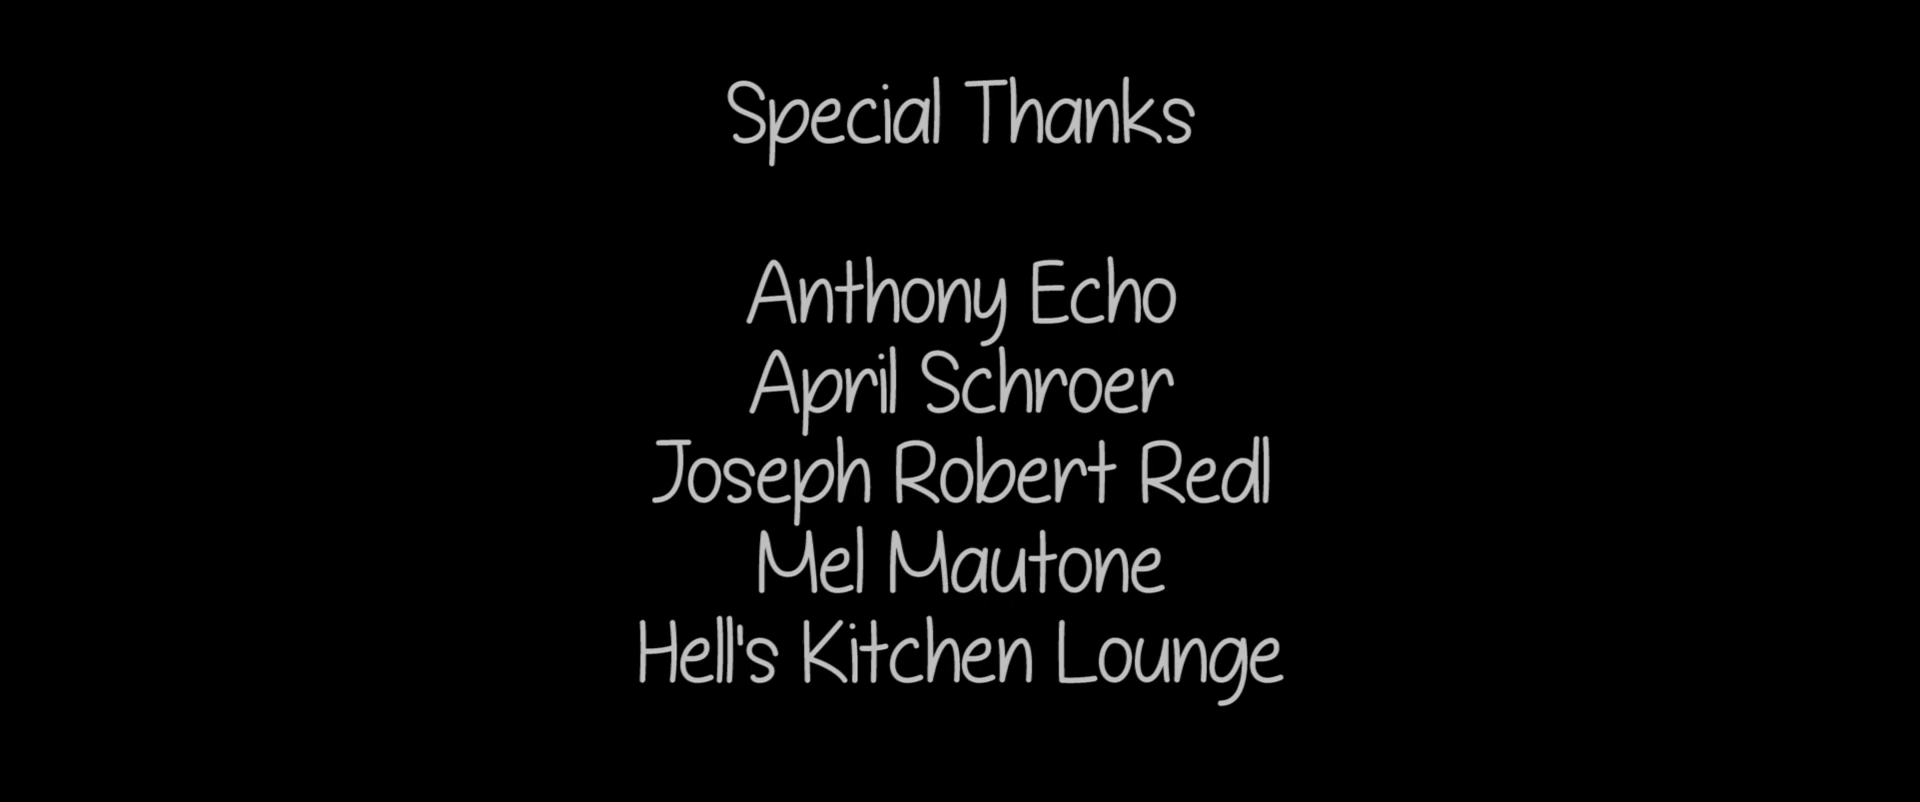 Special Thanks
Anthony Echo
April Schroer
Joseph Robert Redl
Mel Mautone
Hell's Kitchen Lounge